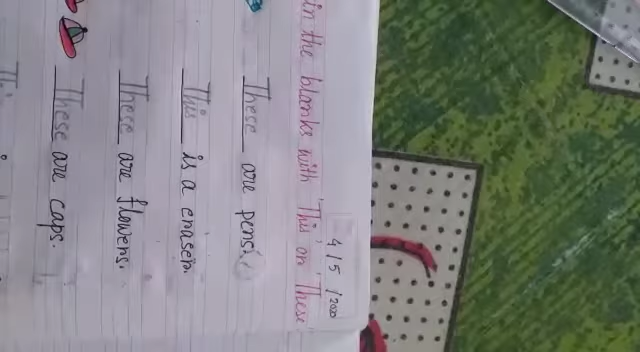 4/5/2020
in the blanks with 'This' or 'These'
These are pens.
This is a eraser.
These are flowers.
These are caps.